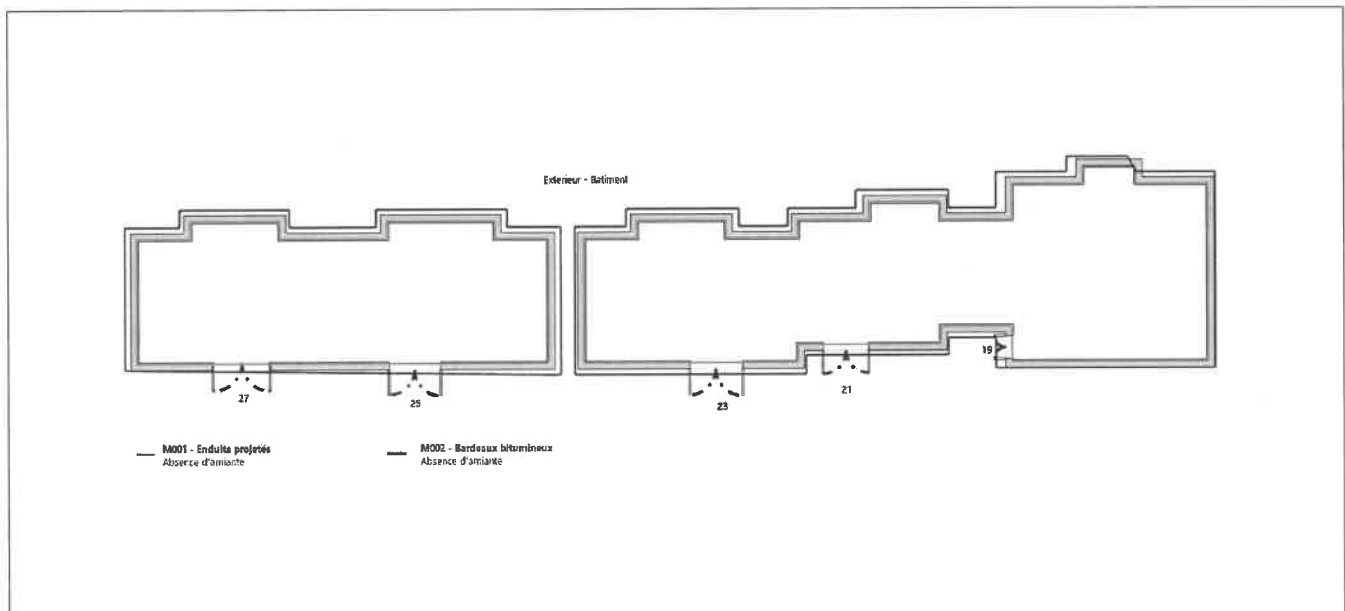 Exterieur - Batiment
19
21
27
25
23
M001 - Enduits projetés
Absence d'amiante
M002 - Bardeaux bitumineux
Absence d'amiante